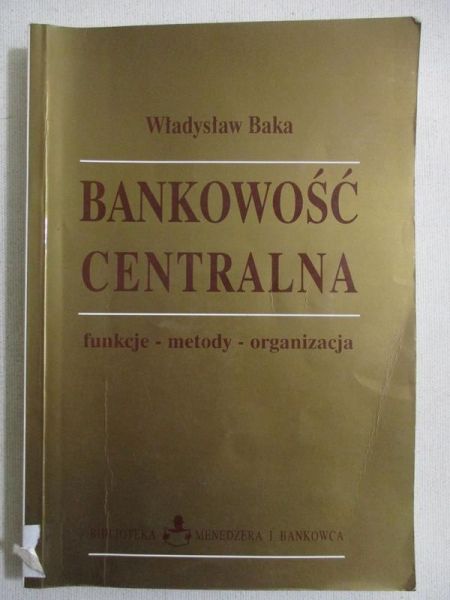 Władysław Baka
BANKOWOŚĆ
CENTRALNA
funkcje - metody - organizacja
BIBLIOTEKA MENEDŻERA I BANKOWCA